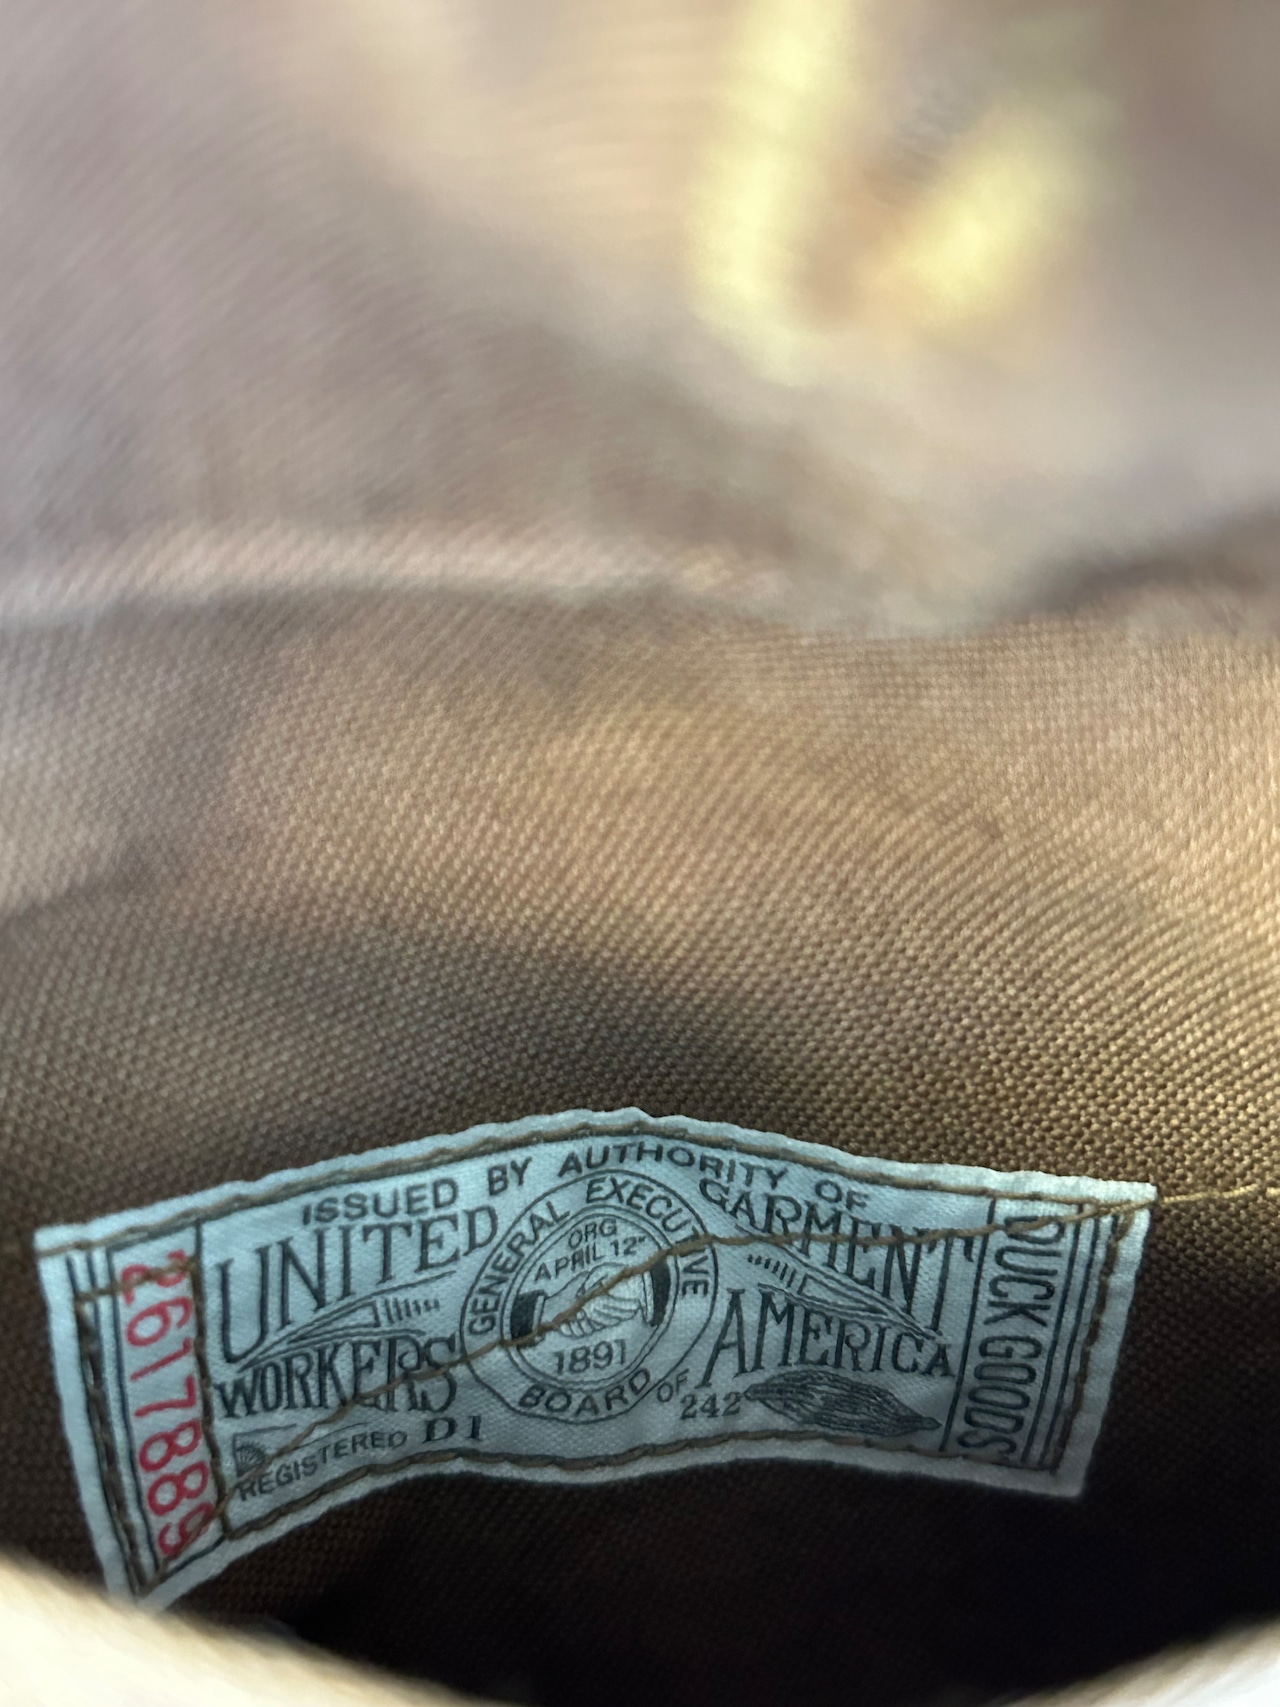 ISSUED BY AUTHORITY OF
GENERAL EXECUTIVE
BOARD OF
ORG
APRIL 12"
1891
UNITED GARMENT
WORKERS AMERICA
REGISTERED D1
242
2617889
DUCK GOODS